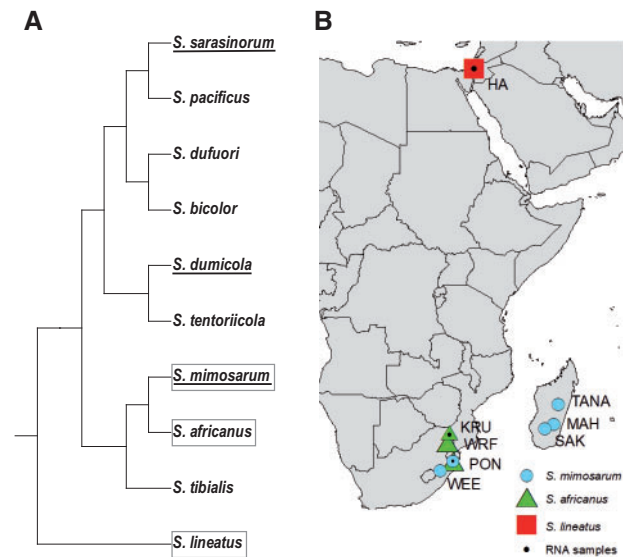 A
S. sarasinorum
S. pacificus
S. dufuori
S. bicolor
S. dumicola
S. tentoriicola
S. mimosarum
S. africanus
S. tibialis
S. lineatus
B
HA
TANA
MAH
SAK
KRU
WRF
PON
WEE
S. mimosarum
S. africanus
S. lineatus
RNA samples